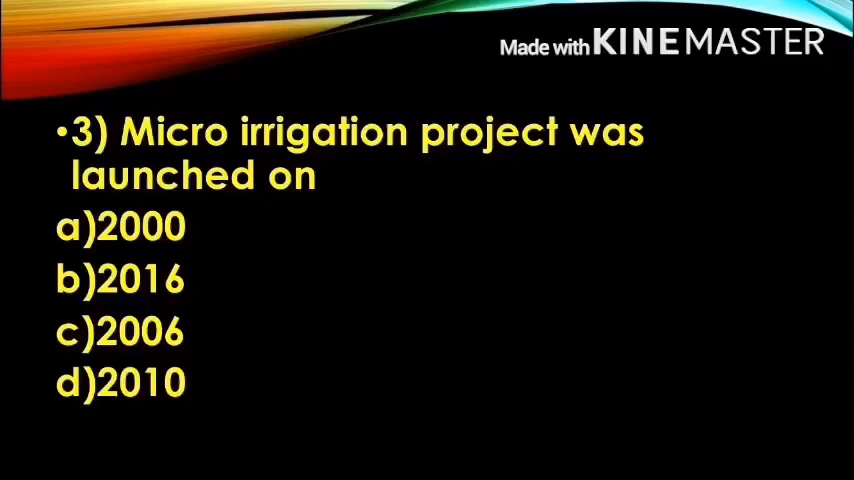 Made with KINEMASTER
•3) Micro irrigation project was
launched on
a)2000
b)2016
c)2006
d)2010